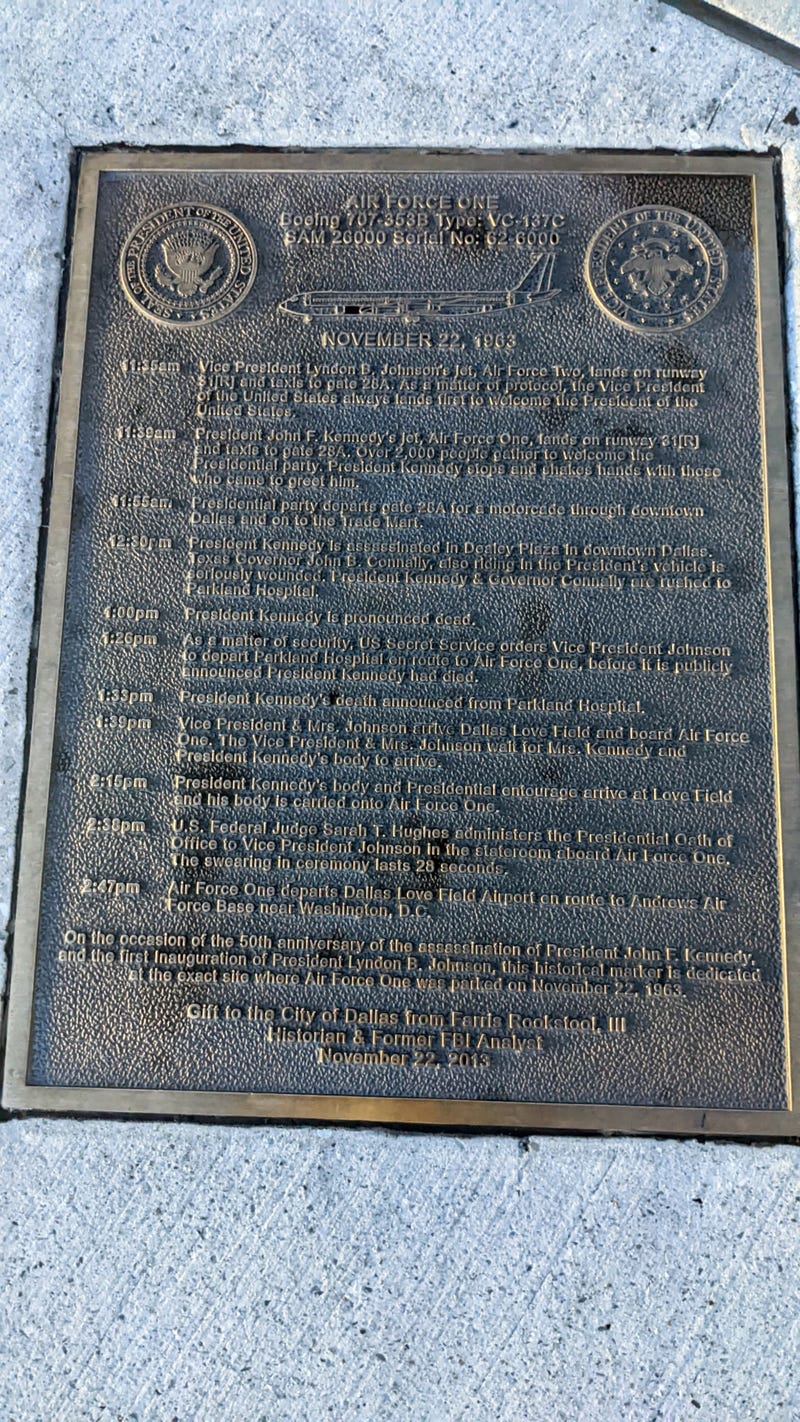 AIR FORCE ONE
Boeing 707-353B Type: VC-137C
SAM 26000 Serial No: 62-6000
SEAL OF THE PRESIDENT OF THE UNITED STATES
VICE PRESIDENT OF THE UNITED STATES
NOVEMBER 22, 1963
11:35am Vice President Lyndon B. Johnson's jet, Air Force Two, lands on runway
31[R] and taxis to gate 28A. As a matter of protocol, the Vice President
of the United States always lands first to welcome the President of the
United States.
President John F. Kennedy's jet, Air Force One, lands on runway 31[R]
and taxis to gate 28A. Over 2,000 people gather to welcome the
Presidential party. President Kennedy stops and shakes hands with those
who came to greet him.
11:55am Presidential party departs gate 28A for a motorcade through downtown
Dallas and on to the Trade Mart.
12:30pm President Kennedy is assassinated in Dealey Plaza in downtown Dallas.
Texas Governor John B. Connally, also riding in the President's vehicle is
seriously wounded. President Kennedy & Governor Connally are rushed to
Parkland Hospital.
1:00pm President Kennedy is pronounced dead.
1:26pm As a matter of security, US Secret Service orders Vice President Johnson
to depart Parkland Hospital en route to Air Force One, before it is publicly
announced President Kennedy had died.
1:33pm President Kennedy's death announced from Parkland Hospital.
1:39pm Vice President & Mrs. Johnson arrive Dallas Love Field and board Air Force
One. The Vice President & Mrs. Johnson wait for Mrs. Kennedy and
President Kennedy's body to arrive.
2:15pm President Kennedy's body and Presidential entourage arrive at Love Field
and his body is carried onto Air Force One.
2:38pm U.S. Federal Judge Sarah T. Hughes administers the Presidential Oath of
Office to Vice President Johnson in the stateroom aboard Air Force One.
The swearing in ceremony lasts 28 seconds.
2:47pm Air Force One departs Dallas Love Field Airport en route to Andrews Air
Force Base near Washington, D.C.
On the occasion of the 50th anniversary of the assassination of President John F. Kennedy,
and the first Inauguration of President Lyndon B. Johnson, this historical marker is dedicated
at the exact site where Air Force One was parked on November 22, 1963.
Gift to the City of Dallas from Farris Rookstool, III
Historian & Former FBI Analyst
November 22, 2013